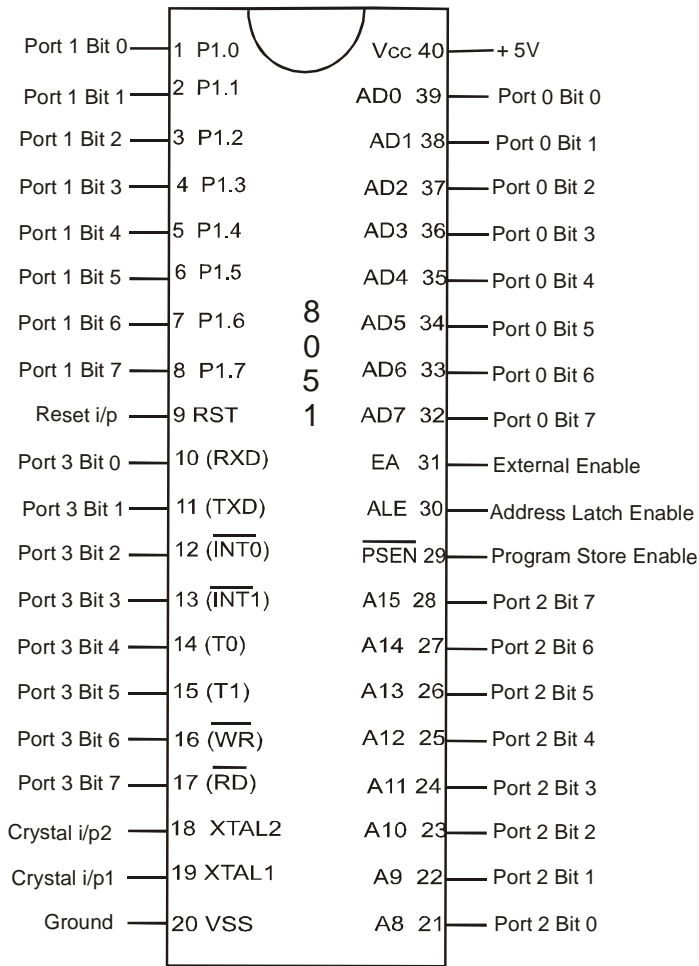 Port 1 Bit 0 1 P1.0 Vcc 40 + 5V
Port 1 Bit 1 2 P1.1 AD0 39 Port 0 Bit 0
Port 1 Bit 2 3 P1.2 AD1 38 Port 0 Bit 1
Port 1 Bit 3 4 P1.3 AD2 37 Port 0 Bit 2
Port 1 Bit 4 5 P1.4 AD3 36 Port 0 Bit 3
Port 1 Bit 5 6 P1.5 AD4 35 Port 0 Bit 4
Port 1 Bit 6 7 P1.6 AD5 34 Port 0 Bit 5
Port 1 Bit 7 8 P1.7 AD6 33 Port 0 Bit 6
Reset i/p 9 RST AD7 32 Port 0 Bit 7
Port 3 Bit 0 10 (RXD) EA 31 External Enable
Port 3 Bit 1 11 (TXD) ALE 30 Address Latch Enable
Port 3 Bit 2 12 (I̅N̅T̅0̅) P̅S̅E̅N̅ 29 Program Store Enable
Port 3 Bit 3 13 (I̅N̅T̅1) A15 28 Port 2 Bit 7
Port 3 Bit 4 14 (T0) A14 27 Port 2 Bit 6
Port 3 Bit 5 15 (T1) A13 26 Port 2 Bit 5
Port 3 Bit 6 16 (W̅R̅) A12 25 Port 2 Bit 4
Port 3 Bit 7 17 (R̅D̅) A11 24 Port 2 Bit 3
Crystal i/p2 18 XTAL2 A10 23 Port 2 Bit 2
Crystal i/p1 19 XTAL1 A9 22 Port 2 Bit 1
Ground 20 VSS A8 21 Port 2 Bit 0
8
0
5
1